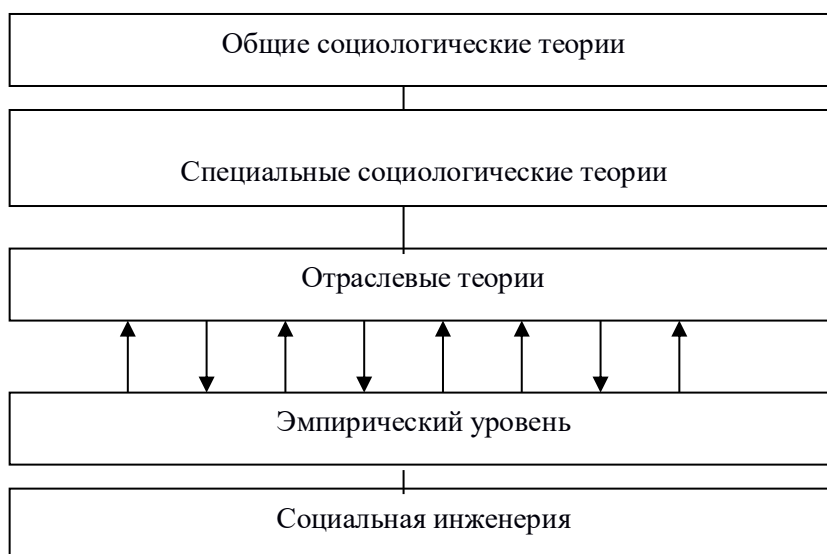 Общие социологические теории
Специальные социологические теории
Отраслевые теории
Эмпирический уровень
Социальная инженерия